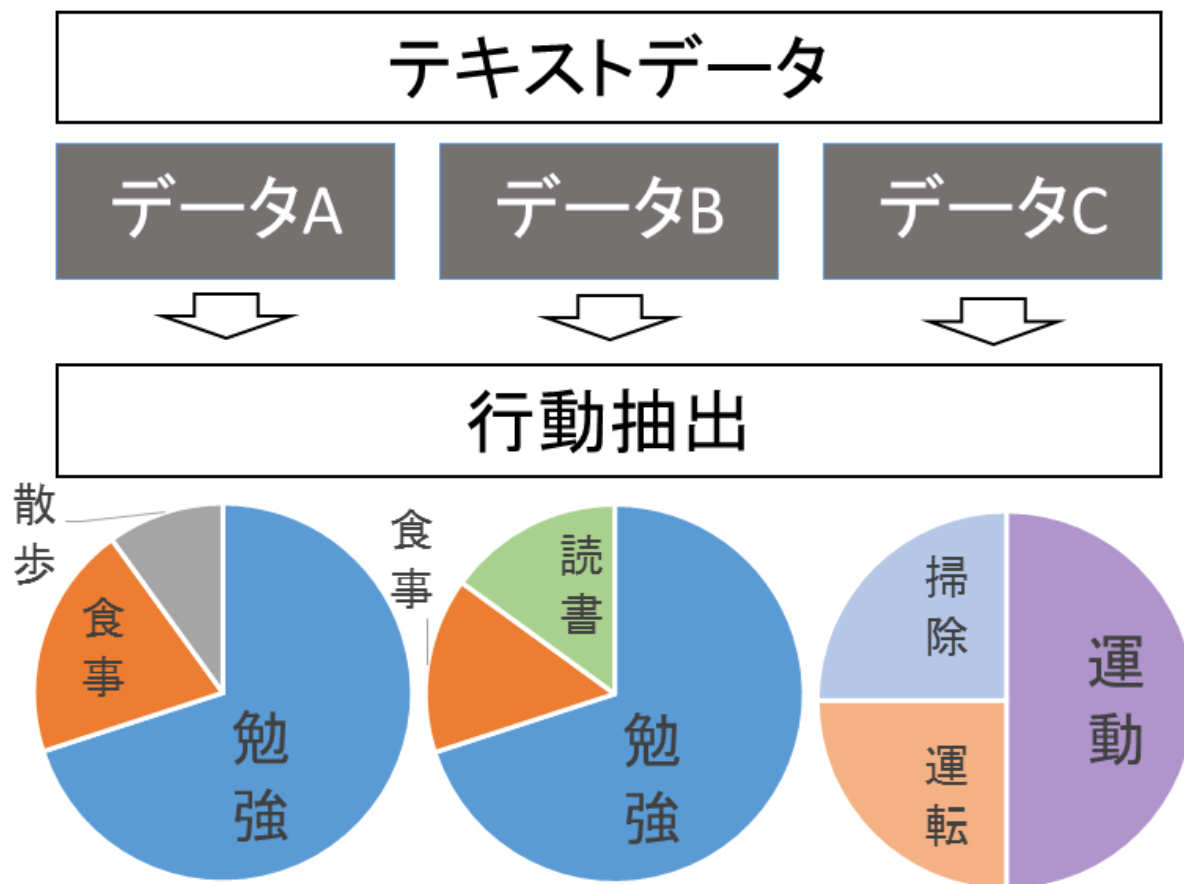 テキストデータ
データA
データB
データC
行動抽出
散歩
食事
勉強
食事
読書
勉強
掃除
運転
運動